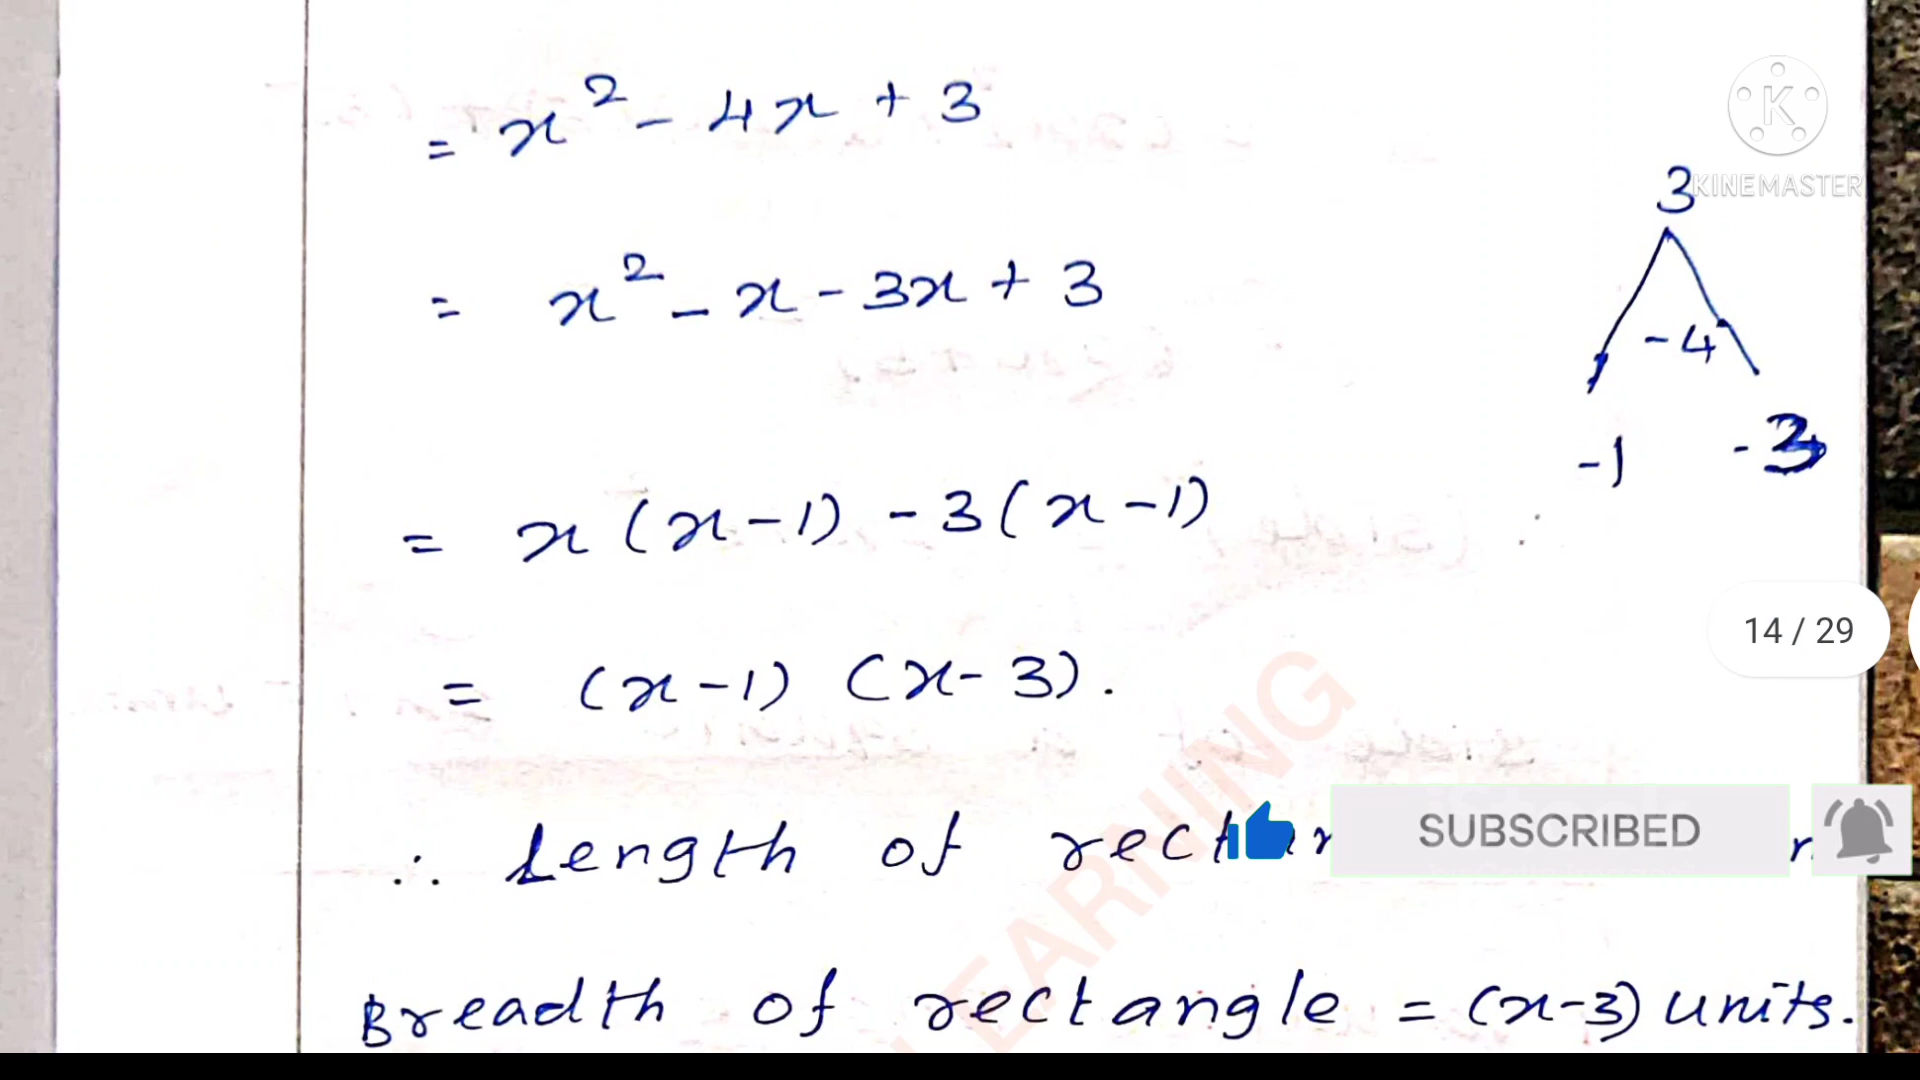 = x² - 4x + 3
KINEMASTER
3
= x² - x - 3x + 3
-4
-1 -3
= x (x-1) - 3 (x-1)
14 / 29
= (x-1) (x-3).
LEARNING
SUBSCRIBED
∴ Length of
Breadth of rectangle = (x-3) units.